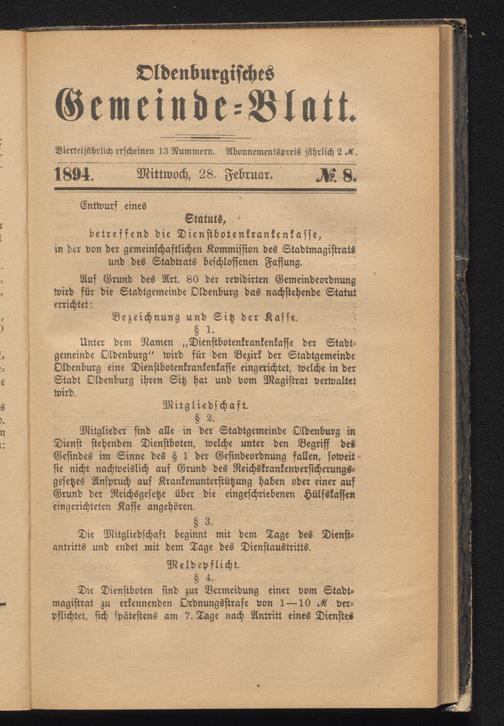 Oldenburgisches
Gemeinde-Blatt.
Vierteljährlich erscheinen 13 Nummern. Abonnementspreis jährlich 2 ℳ.
1894. Mittwoch, 28. Februar. № 8.
Entwurf eines
Statuts,
betreffend die Dienstbotenkrankenkasse,
in der von der gemeinschaftlichen Kommission des Stadtmagistrats
und des Stadtrats beschlossenen Fassung.
Auf Grund des Art. 80 der revidirten Gemeindeordnung
wird für die Stadtgemeinde Oldenburg das nachstehende Statut
errichtet:
Bezeichnung und Sitz der Kasse.
§ 1.
Unter dem Namen „Dienstbotenkrankenkasse der Stadt-
gemeinde Oldenburg“ wird für den Bezirk der Stadtgemeinde
Oldenburg eine Dienstbotenkrankenkasse eingerichtet, welche in der
Stadt Oldenburg ihren Sitz hat und vom Magistrat verwaltet
wird.
Mitgliedschaft.
§ 2.
Mitglieder sind alle in der Stadtgemeinde Oldenburg in
Dienst stehenden Dienstboten, welche unter den Begriff des
Gesindes im Sinne des § 1 der Gesindeordnung fallen, soweit
sie nicht nachweislich auf Grund des Reichskrankenversicherungs-
gesetzes Anspruch auf Krankenunterstützung haben oder einer auf
Grund der Reichsgesetze über die eingeschriebenen Hülfskassen
eingerichteten Kasse angehören.
§ 3.
Die Mitgliedschaft beginnt mit dem Tage des Dienst-
antritts und endet mit dem Tage des Dienstaustritts.
Meldepflicht.
§ 4.
Die Dienstboten sind zur Vermeidung einer vom Stadt-
magistrat zu erkennenden Ordnungsstrafe von 1—10 ℳ ver-
pflichtet, sich spätestens am 7. Tage nach Antritt eines Dienstes